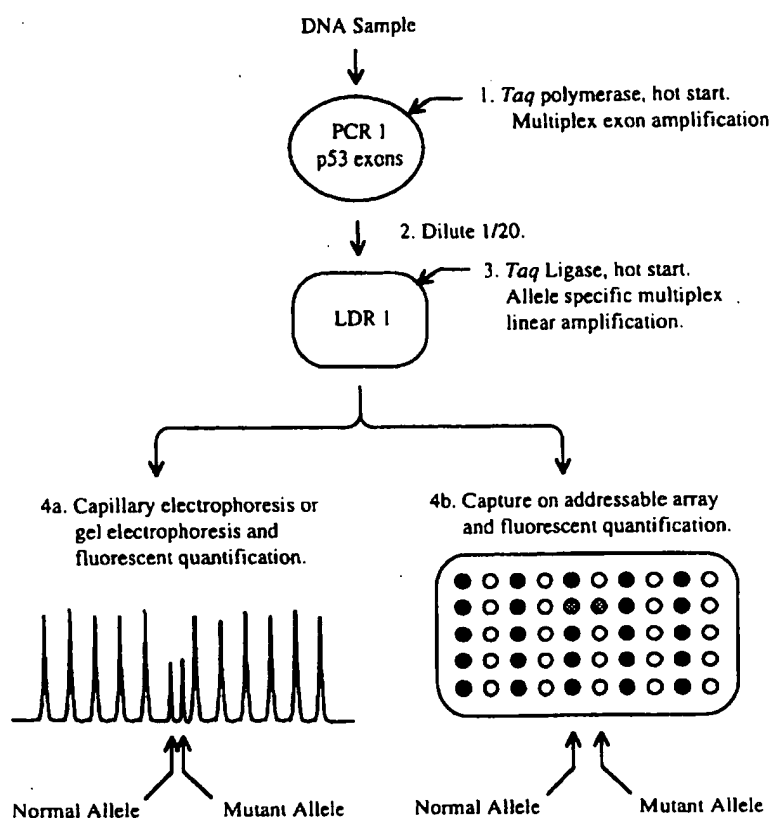 DNA Sample
1. Taq polymerase, hot start.
Multiplex exon amplification
PCR 1
p53 exons
2. Dilute 1/20.
3. Taq Ligase, hot start.
Allele specific multiplex
linear amplification.
LDR 1
4a. Capillary electrophoresis or
gel electrophoresis and
fluorescent quantification.
4b. Capture on addressable array
and fluorescent quantification.
Normal Allele
Mutant Allele
Normal Allele
Mutant Allele